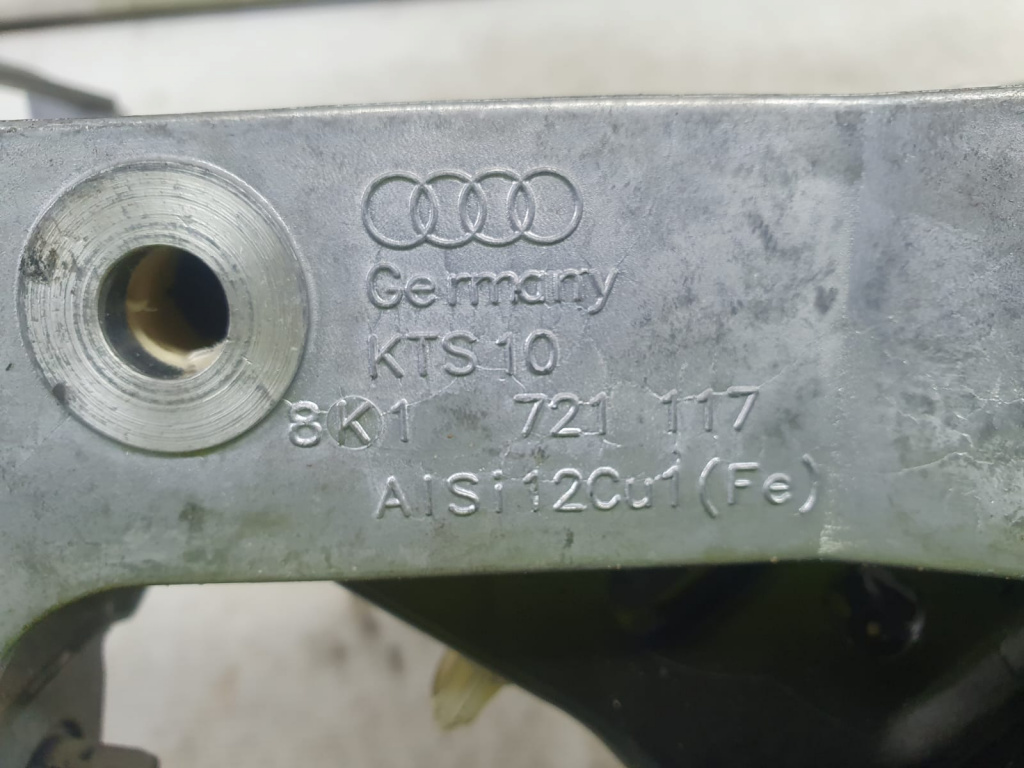 Germany
KTS 10
8K1 721 117
AlSi12Cu1(Fe)